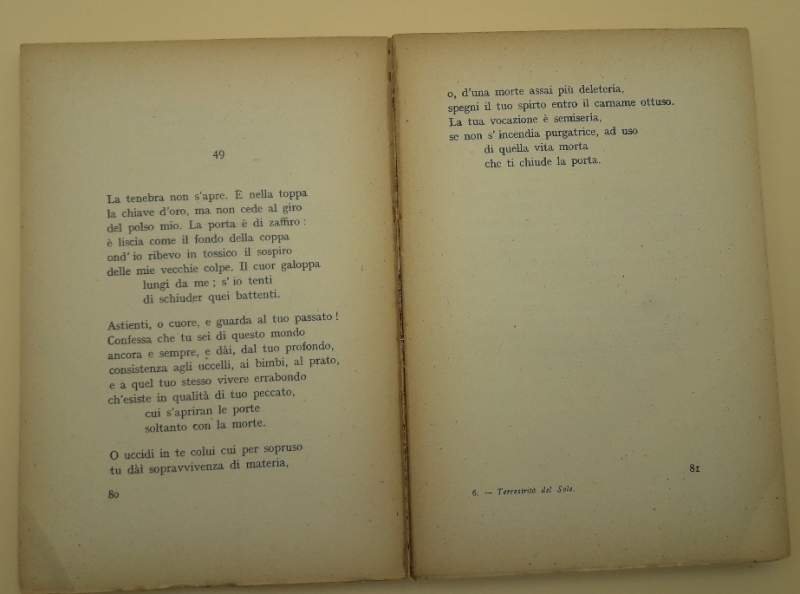 49
La tenebra non s'apre. È nella toppa
la chiave d'oro, ma non cede al giro
del polso mio. La porta è di zaffiro:
è liscia come il fondo della coppa
ond' io ribevo in tossico il sospiro
delle mie vecchie colpe. Il cuor galoppa
lungi da me; s' io tenti
di schiuder quei battenti.
Astienti, o cuore, e guarda al tuo passato!
Confessa che tu sei di questo mondo
ancora e sempre, e dài, dal tuo profondo,
consistenza agli uccelli, ai bimbi, al prato,
e a quel tuo stesso vivere errabondo
ch'esiste in qualità di tuo peccato,
cui s'apriran le porte
soltanto con la morte.
O uccidi in te colui cui per sopruso
tu dài sopravvivenza di materia,
80
o, d'una morte assai più deleteria,
spegni il tuo spirto entro il carname ottuso.
La tua vocazione è semiseria,
se non s' incendia purgatrice, ad uso
di quella vita morta
che ti chiude la porta.
81
6. — Terrestrità del Sole.